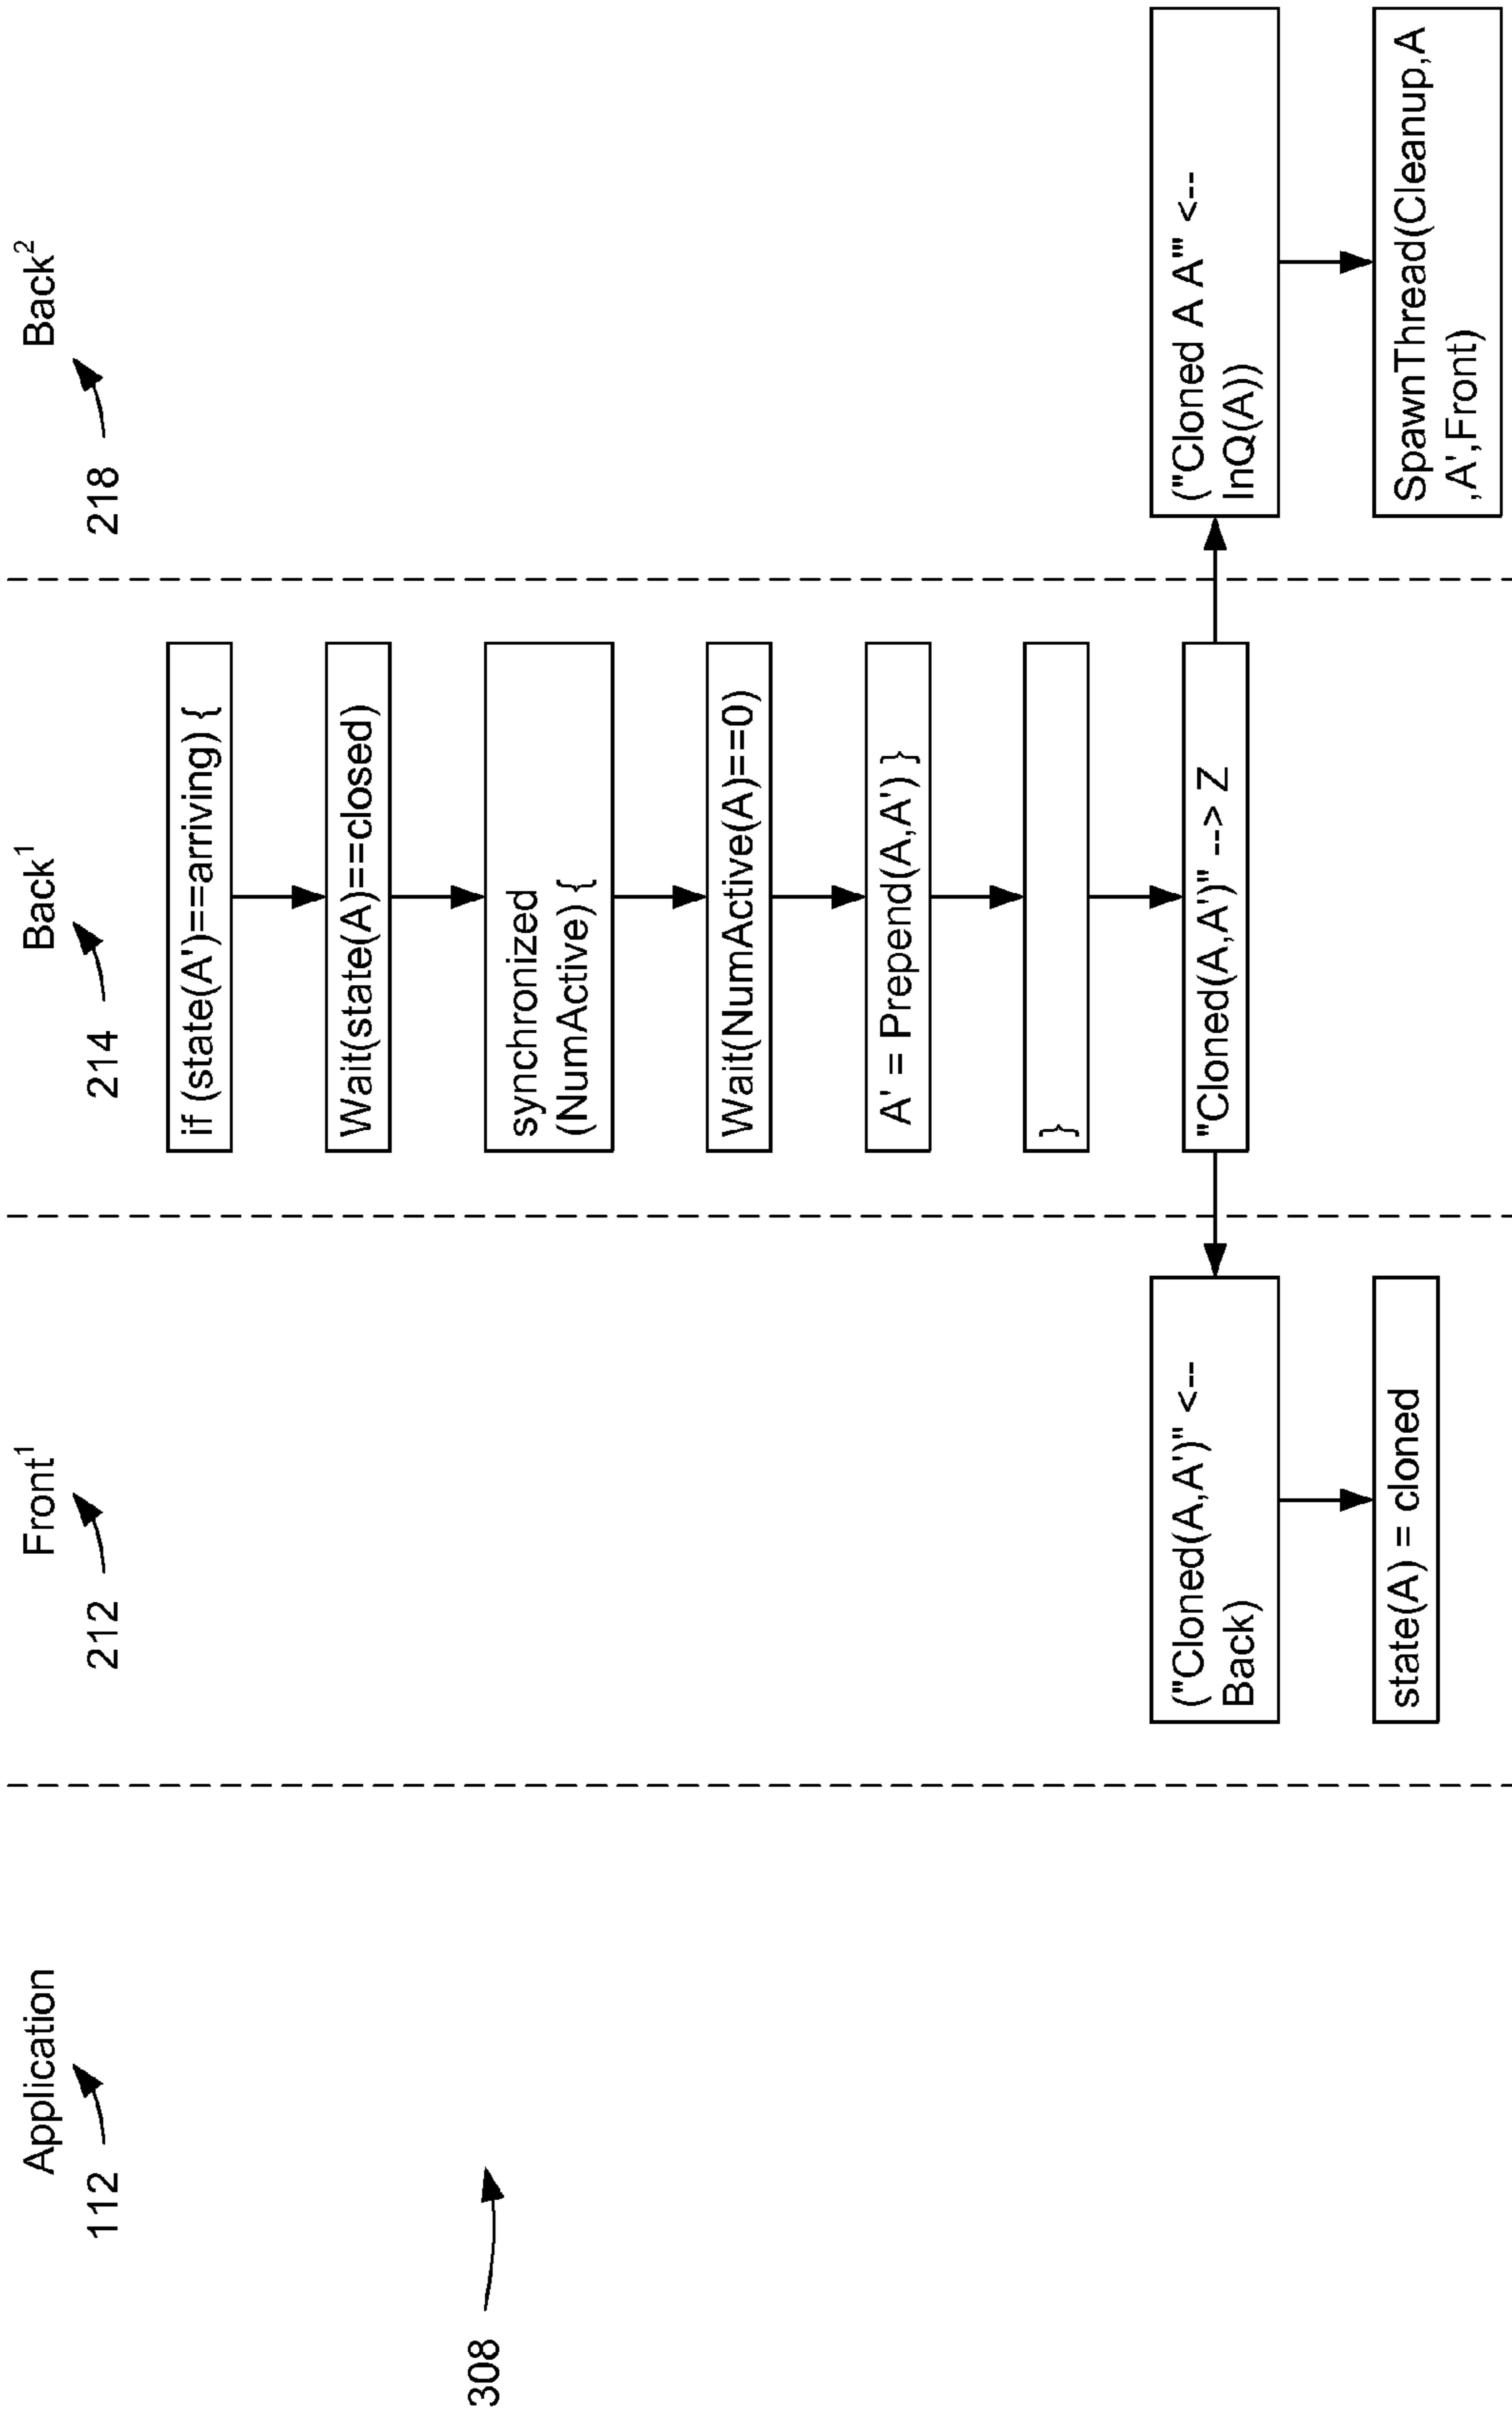 Application
Front¹
Back¹
Back²
112
212
214
218
308
if (state(A')==arriving) {
Wait(state(A)==closed)
synchronized
(NumActive) {
Wait(NumActive(A)==0)
A' = Prepend(A,A') }
}
"Cloned(A,A')" --> Z
("Cloned(A,A')" <--
Back)
state(A) = cloned
("Cloned A A'" <--
InQ(A))
SpawnThread(Cleanup,A
,A',Front)